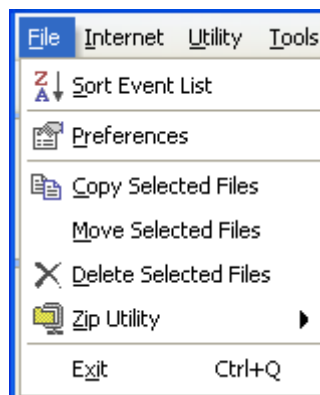 File Internet Utility Tools
Sort Event List
Preferences
Copy Selected Files
Move Selected Files
Delete Selected Files
Zip Utility
Exit Ctrl+Q